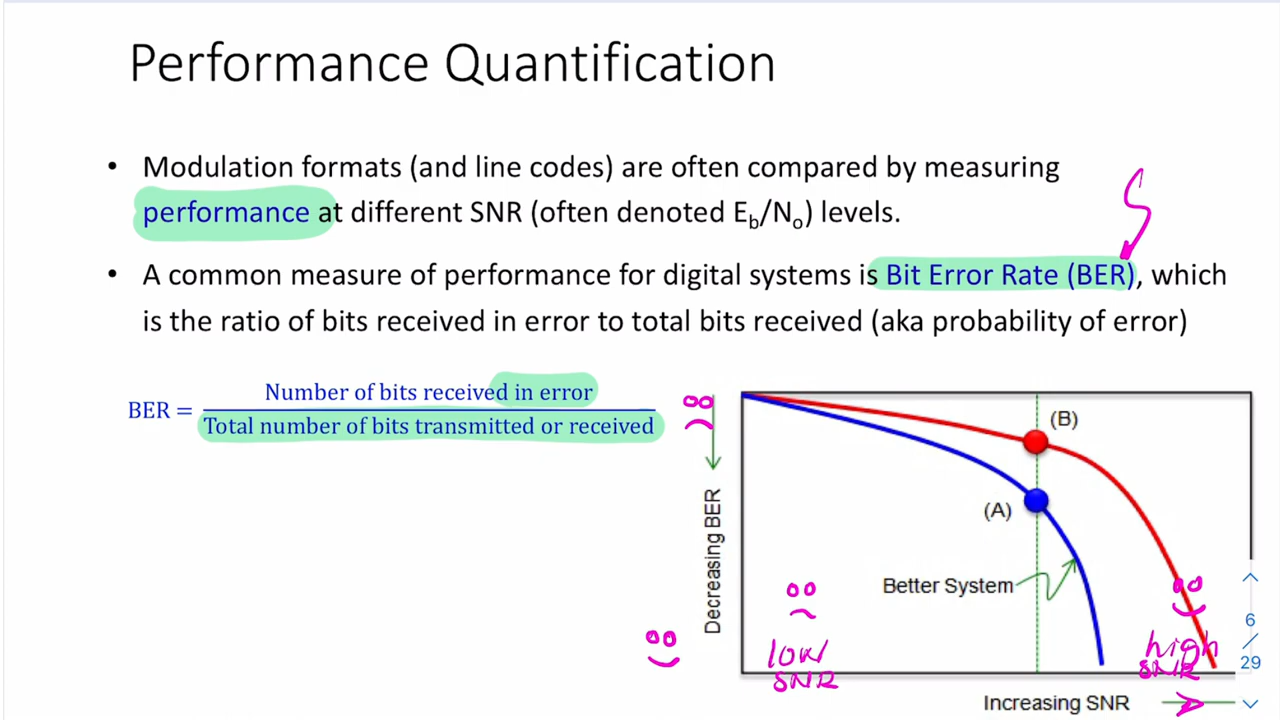 Performance Quantification
• Modulation formats (and line codes) are often compared by measuring
performance at different SNR (often denoted Eb/No) levels.
• A common measure of performance for digital systems is Bit Error Rate (BER), which
is the ratio of bits received in error to total bits received (aka probability of error)
BER =
Number of bits received in error
Total number of bits transmitted or received
Decreasing BER
(B)
(A)
Better System
low
SNR
high
SNR
Increasing SNR
6
/
29